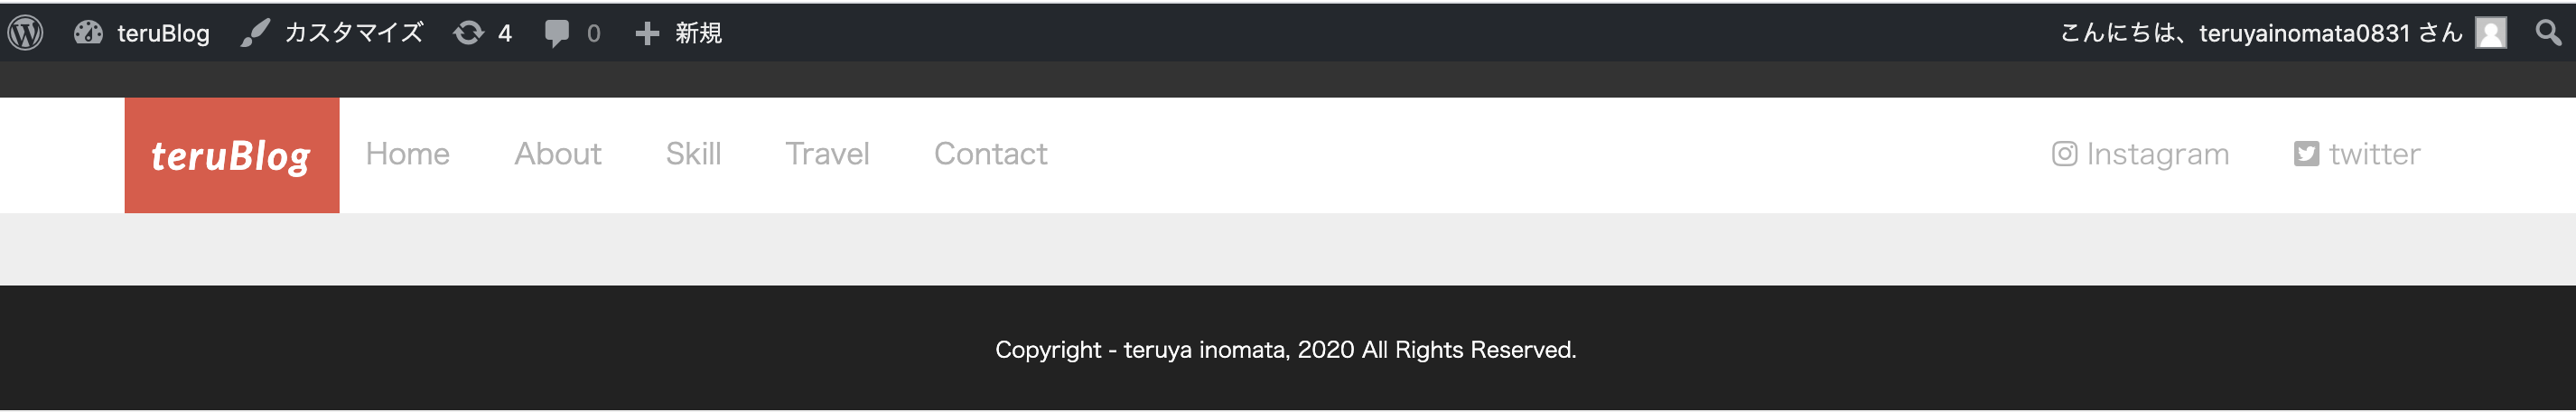 teruBlog カスタマイズ 4 0 新規 こんにちは、teruyainomata0831 さん
teruBlog Home About Skill Travel Contact Instagram twitter
Copyright - teruya inomata, 2020 All Rights Reserved.